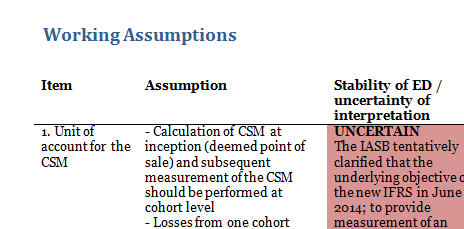 Working Assumptions
Item
Assumption
Stability of ED /
uncertainty of
interpretation
1. Unit of
account for the
CSM
- Calculation of CSM at
inception (deemed point of
sale) and subsequent
measurement of the CSM
should be performed at
cohort level
- Losses from one cohort
UNCERTAIN
The IASB tentatively
clarified that the
underlying objective
the new IFRS in June
2014; to provide
measurement of an